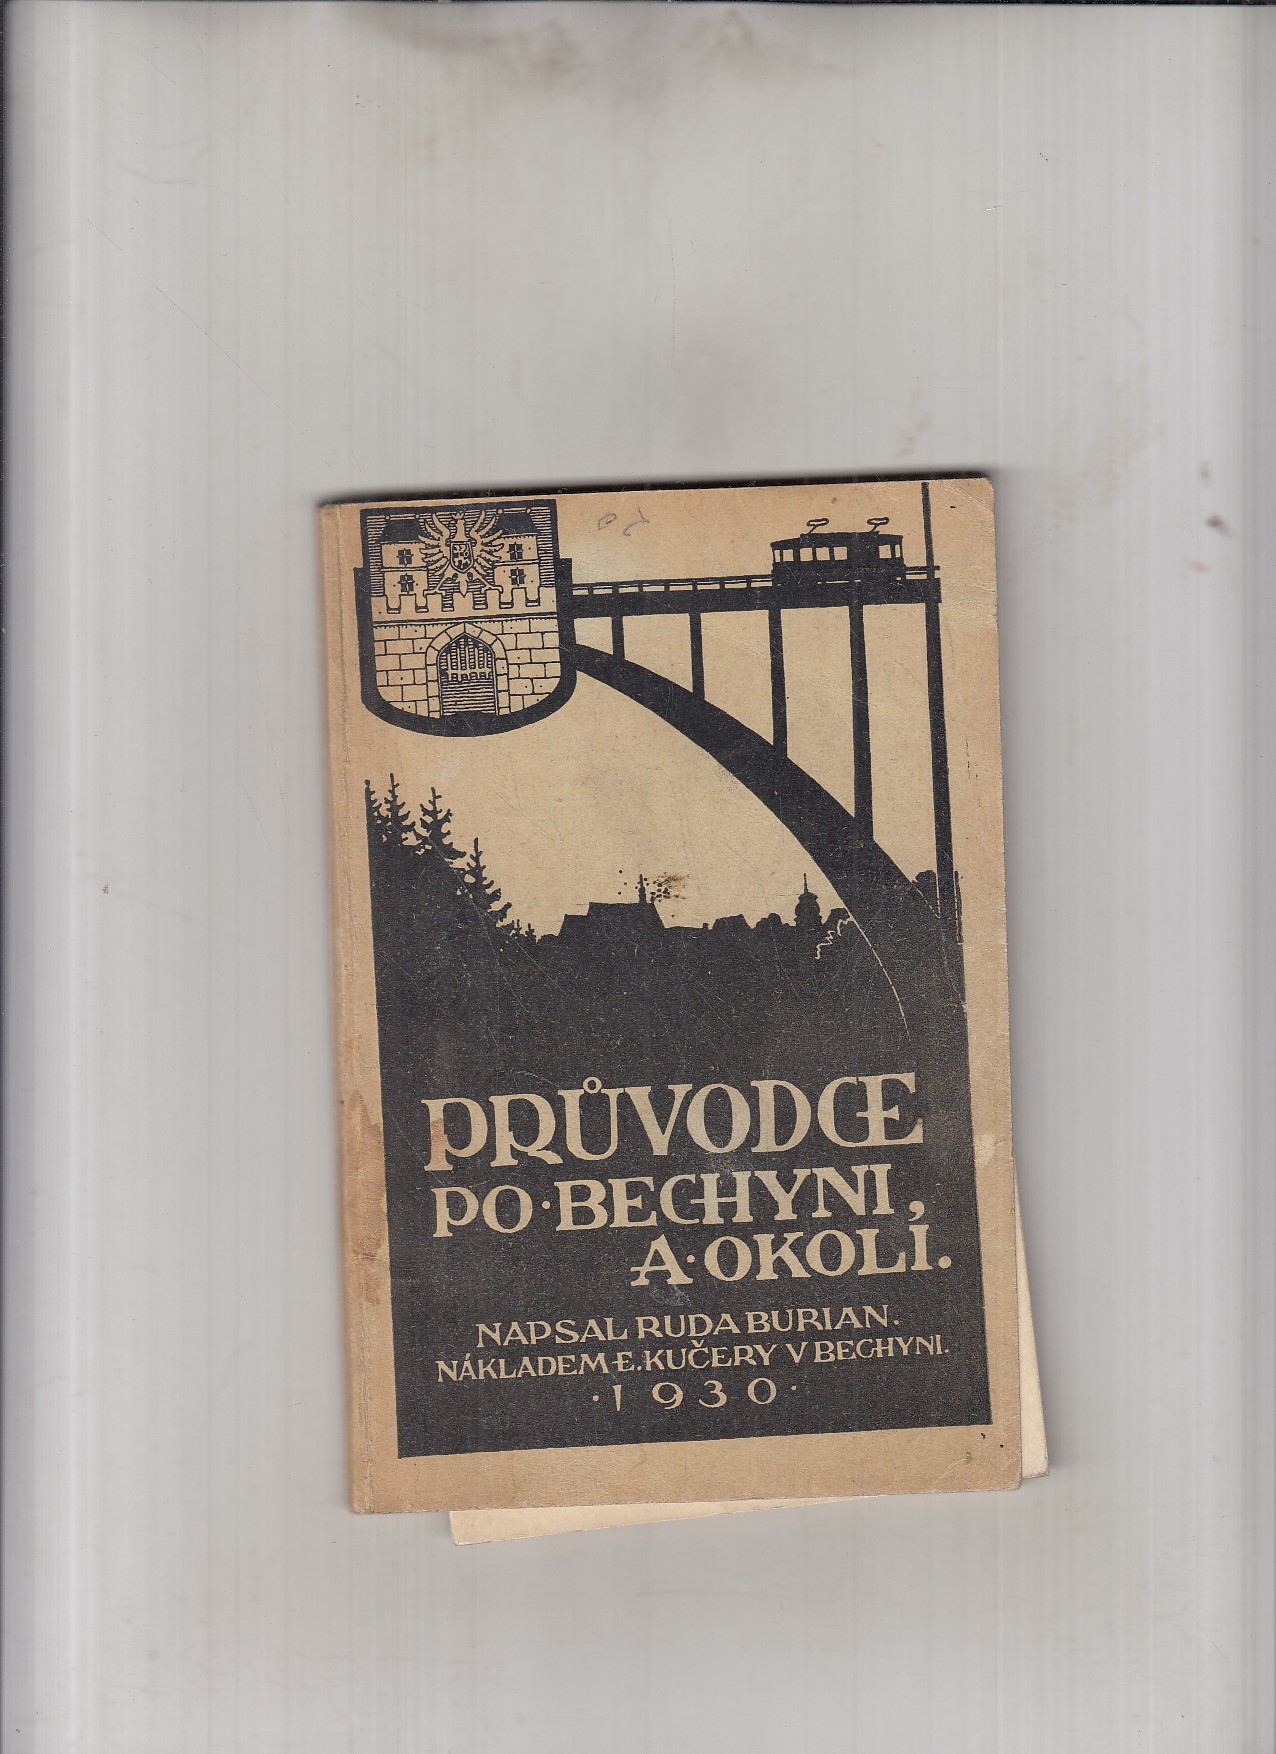 PRŮVODCE
PO·BECHYNI,
A·OKOLÍ.
NAPSAL RUDA BURIAN.
NÁKLADEM E. KUČERY V BECHYNI.
·1930·